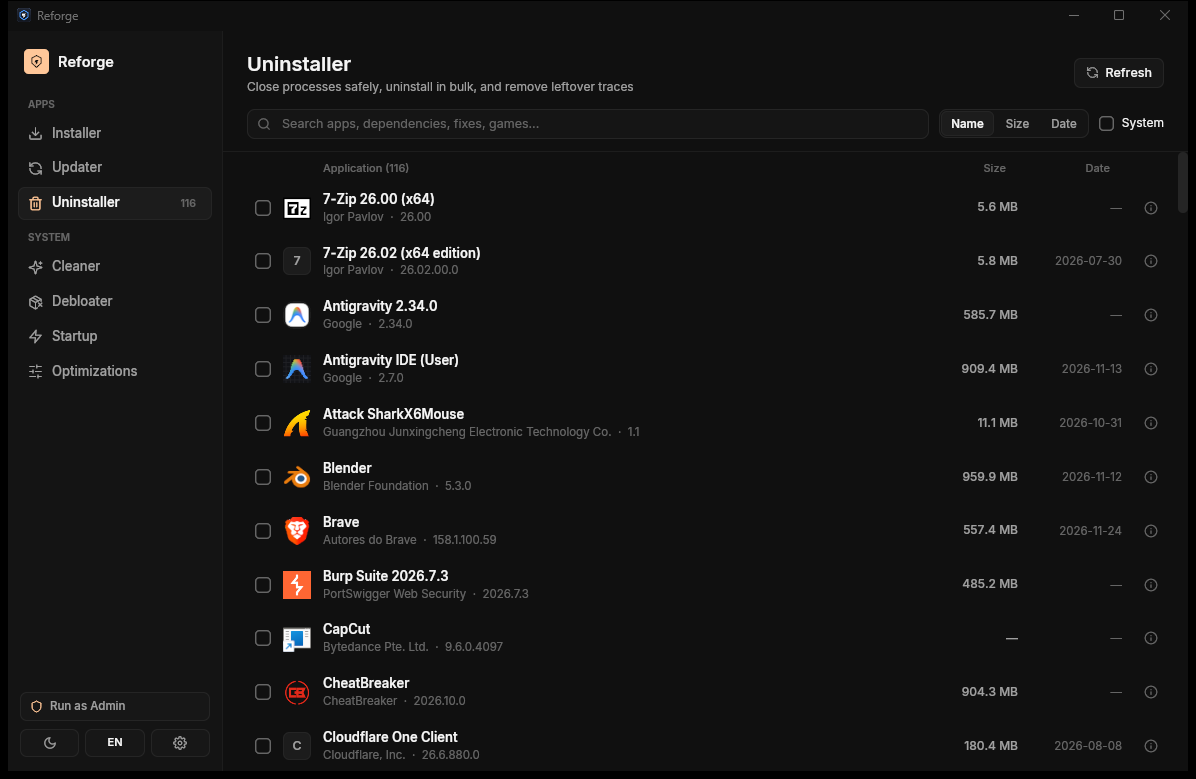 Reforge
Reforge
APPS
Installer
Updater
Uninstaller 116
SYSTEM
Cleaner
Debloater
Startup
Optimizations
Run as Admin
EN
Uninstaller
Close processes safely, uninstall in bulk, and remove leftover traces
Refresh
Search apps, dependencies, fixes, games...
Name Size Date System
Application (116) Size Date
7z
7-Zip 26.00 (x64)
Igor Pavlov · 26.00
5.6 MB —
7
7-Zip 26.02 (x64 edition)
Igor Pavlov · 26.02.00.0
5.8 MB 2026-07-30
Antigravity 2.34.0
Google · 2.34.0
585.7 MB —
Antigravity IDE (User)
Google · 2.7.0
909.4 MB 2026-11-13
Attack SharkX6Mouse
Guangzhou Junxingcheng Electronic Technology Co. · 1.1
11.1 MB 2026-10-31
Blender
Blender Foundation · 5.3.0
959.9 MB 2026-11-12
Brave
Autores do Brave · 158.1.100.59
557.4 MB 2026-11-24
Burp Suite 2026.7.3
PortSwigger Web Security · 2026.7.3
485.2 MB —
CapCut
Bytedance Pte. Ltd. · 9.6.0.4097
— —
CB
CheatBreaker
CheatBreaker · 2026.10.0
904.3 MB —
C
Cloudflare One Client
Cloudflare, Inc. · 26.6.880.0
180.4 MB 2026-08-08